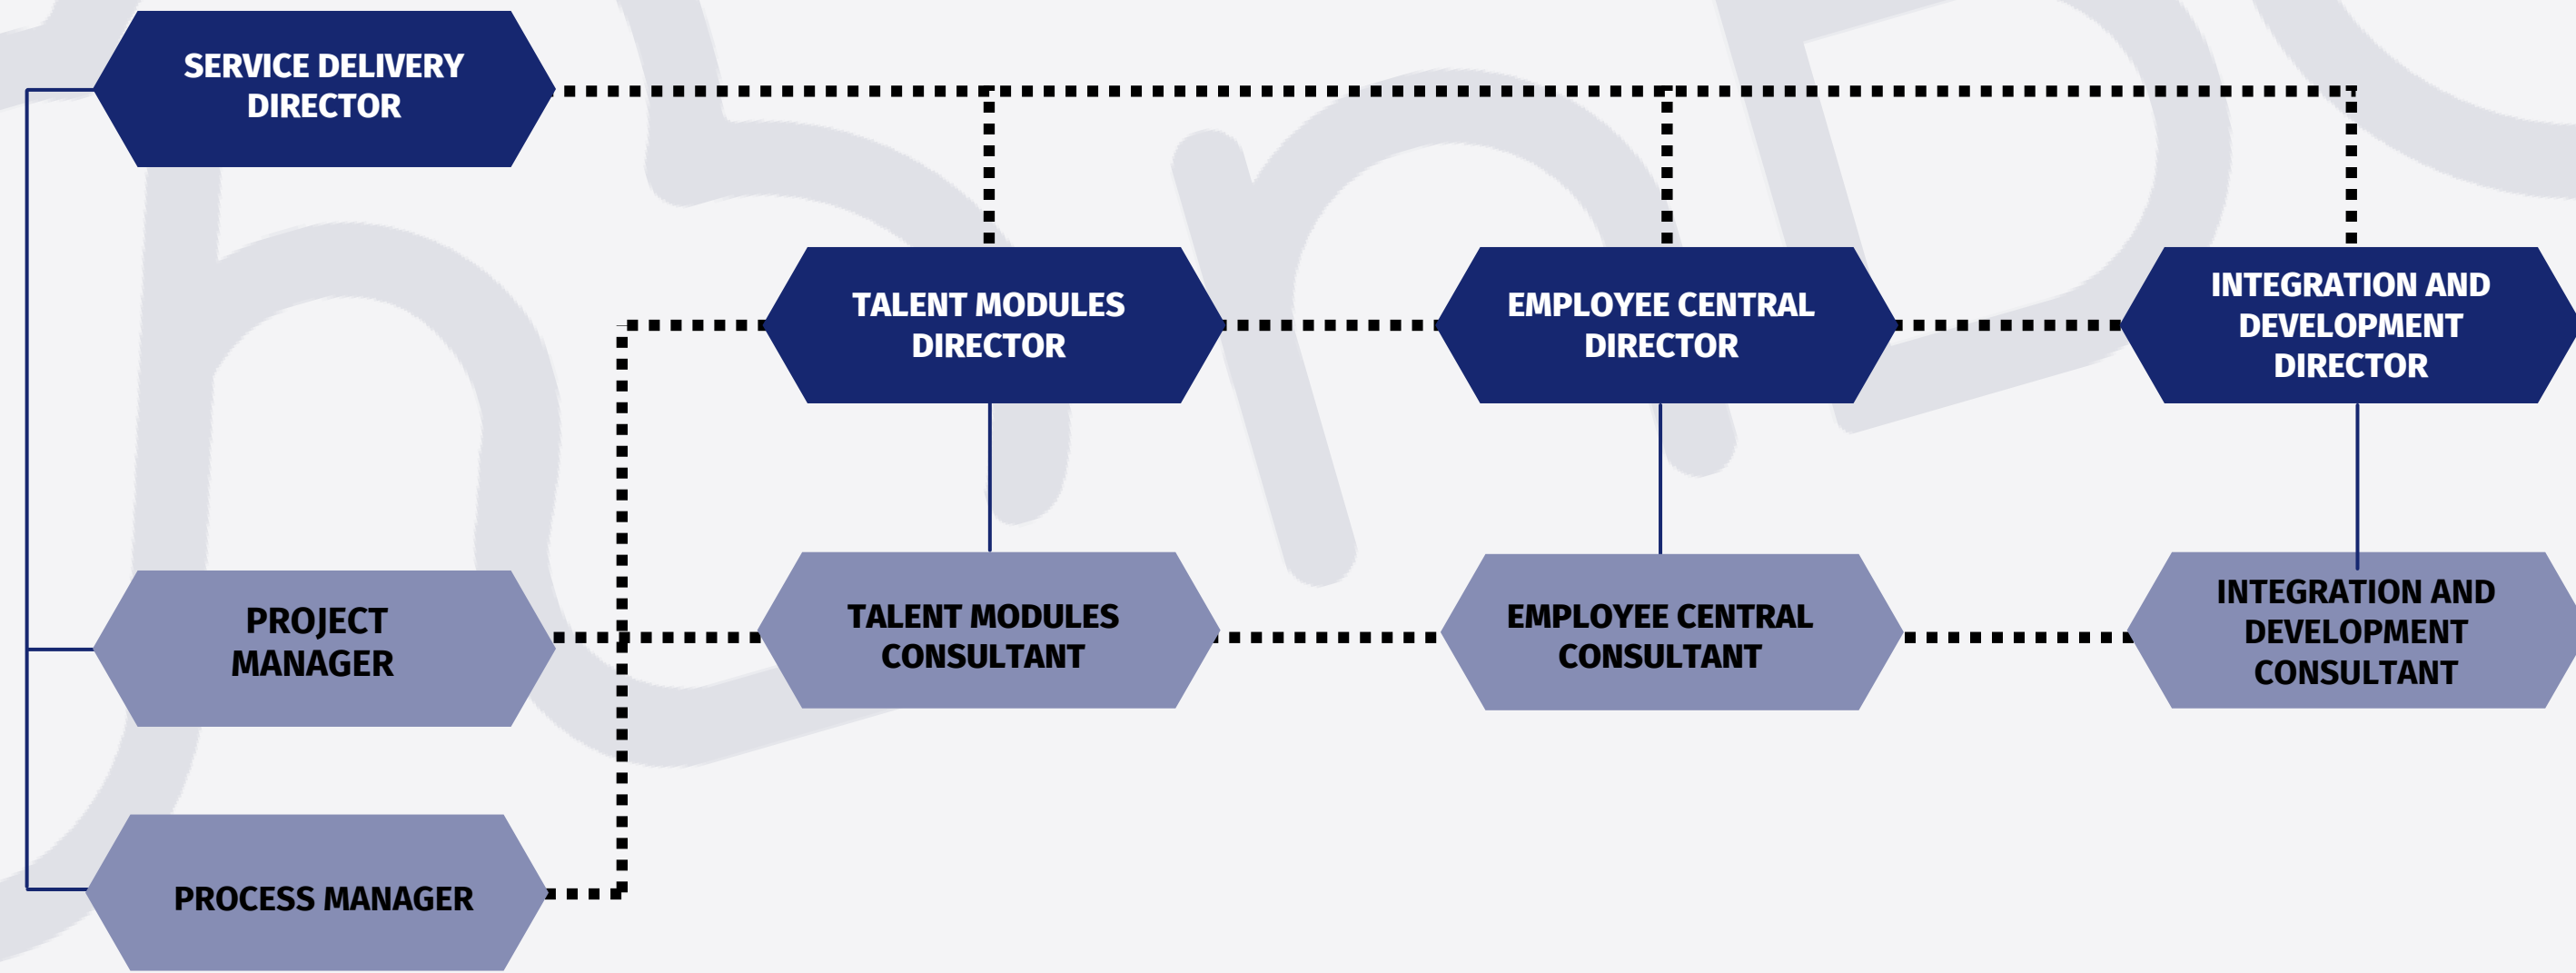 SERVICE DELIVERY
DIRECTOR
TALENT MODULES
DIRECTOR
EMPLOYEE CENTRAL
DIRECTOR
INTEGRATION AND
DEVELOPMENT
DIRECTOR
PROJECT
MANAGER
TALENT MODULES
CONSULTANT
EMPLOYEE CENTRAL
CONSULTANT
INTEGRATION AND
DEVELOPMENT
CONSULTANT
PROCESS MANAGER